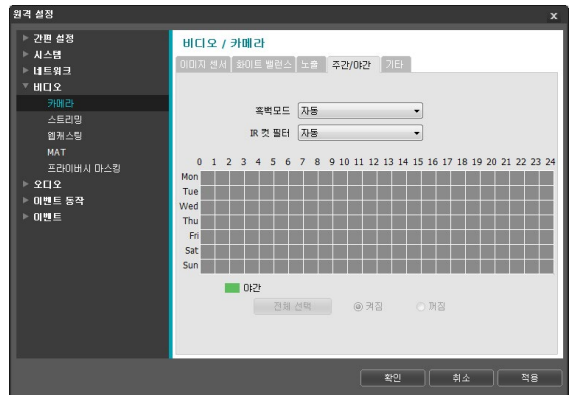 원격 설정 x
간편 설정
시스템
네트워크
비디오
카메라
스트리밍
웹캐스팅
MAT
프라이버시 마스킹
오디오
이벤트 동작
이벤트
비디오 / 카메라
이미지 센서 화이트 밸런스 노출 주간/야간 기타
흑백모드 자동
IR 컷 필터 자동
0 1 2 3 4 5 6 7 8 9 10 11 12 13 14 15 16 17 18 19 20 21 22 23 24
Mon
Tue
Wed
Thu
Fri
Sat
Sun
야간
전체 선택 켜짐 꺼짐
확인 취소 적용